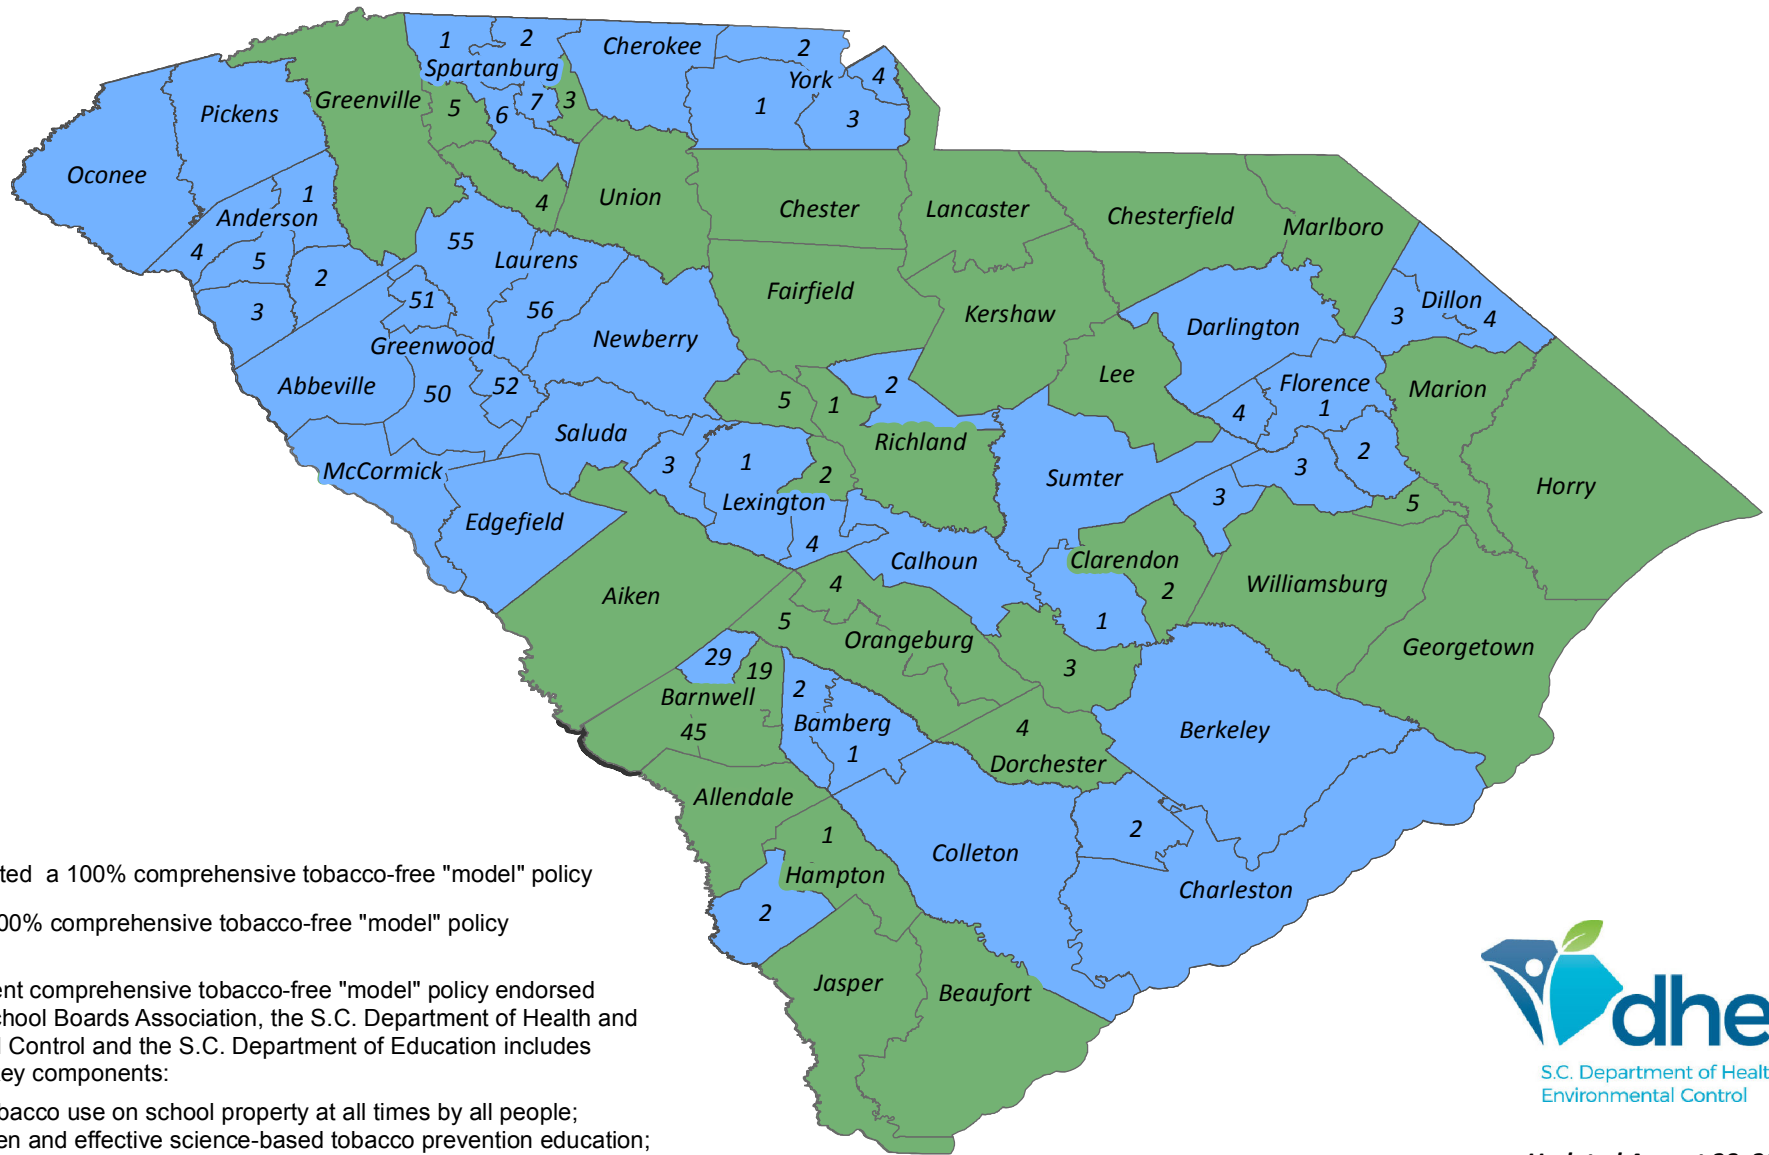 1
2
Cherokee
2
Spartanburg
York
4
Pickens
Greenville
5
6
7
3
1
3
Oconee
1
Anderson
4
5
2
3
4
Union
Chester
Lancaster
Chesterfield
Marlboro
55
Laurens
51
56
Greenwood
Abbeville
50
52
Newberry
Fairfield
Kershaw
Darlington
Dillon
3
4
Lee
Florence
4
1
2
3
3
5
Marion
Horry
5
1
2
Richland
Saluda
3
1
2
Lexington
4
McCormick
Edgefield
Sumter
Calhoun
Clarendon
2
1
Williamsburg
Georgetown
Aiken
4
5
Orangeburg
3
29
19
Barnwell
45
2
Bamberg
1
4
Dorchester
Berkeley
Allendale
1
Hampton
2
Colleton
2
Charleston
Jasper
Beaufort
ted a 100% comprehensive tobacco-free "model" policy
00% comprehensive tobacco-free "model" policy
ent comprehensive tobacco-free "model" policy endorsed
chool Boards Association, the S.C. Department of Health and
l Control and the S.C. Department of Education includes
key components:
bacco use on school property at all times by all people;
en and effective science-based tobacco prevention education;
dhe
S.C. Department of Healt
Environmental Control